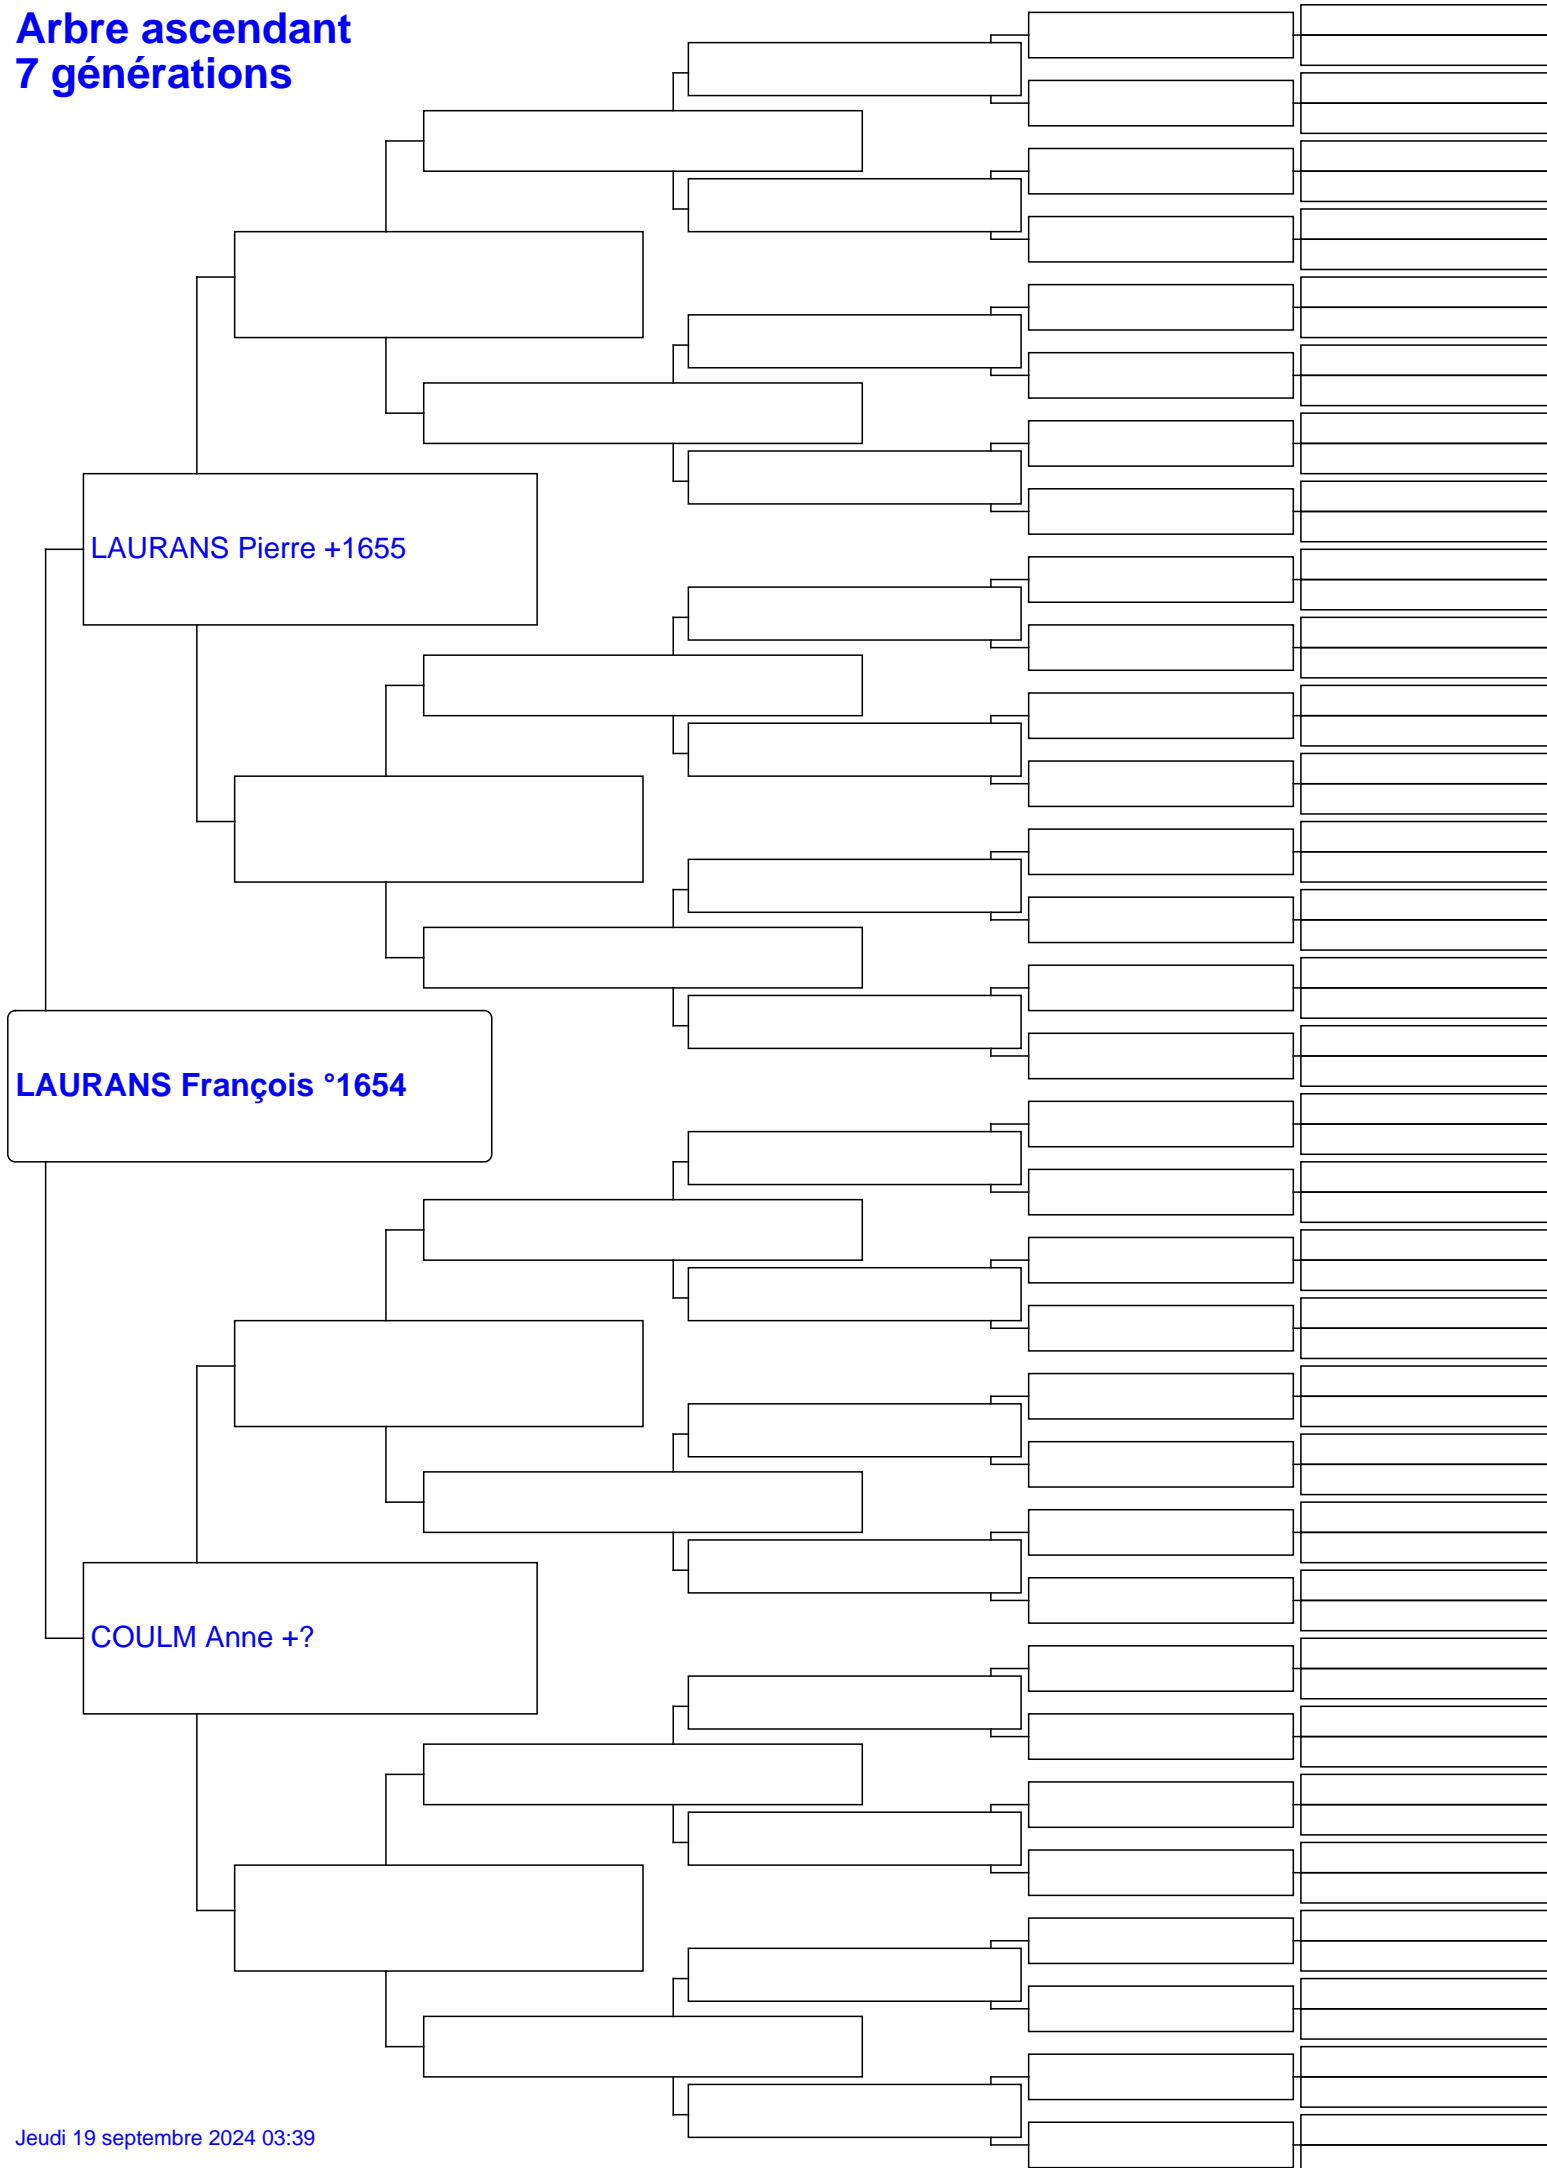 Arbre ascendant
7 générations
LAURANS Pierre +1655
LAURANS François °1654
COULM Anne +?
Jeudi 19 septembre 2024 03:39